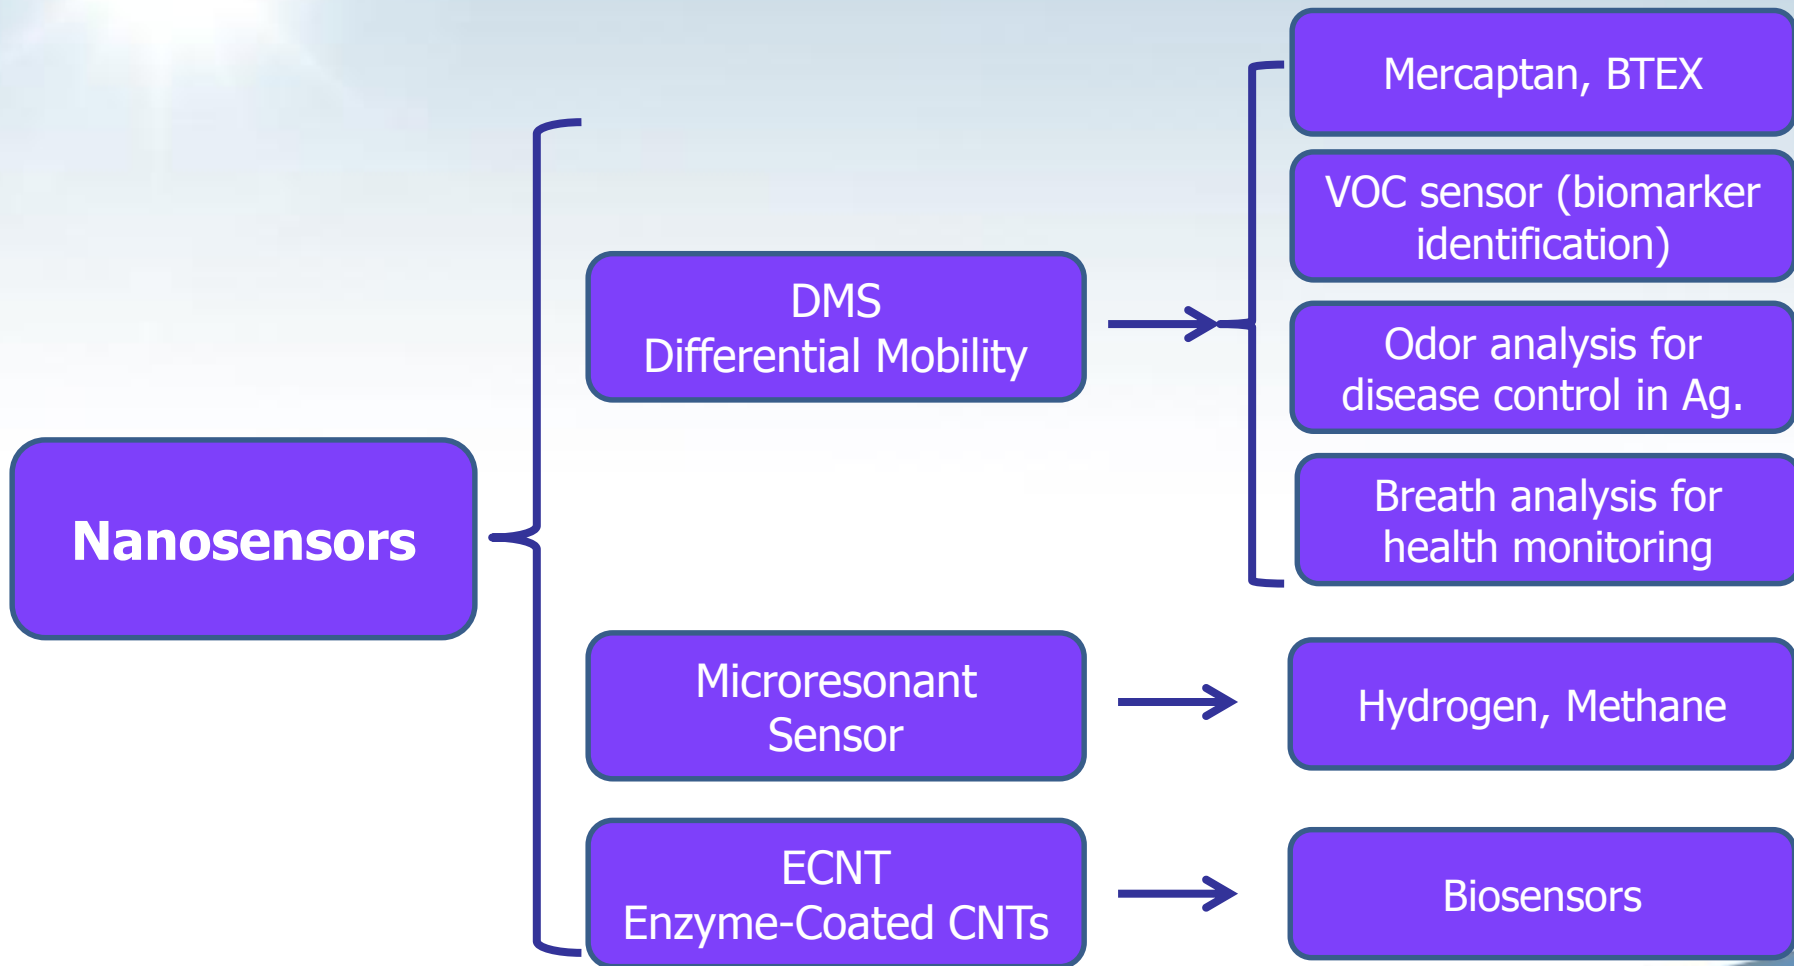 Nanosensors
DMS
Differential Mobility
Mercaptan, BTEX
VOC sensor (biomarker
identification)
Odor analysis for
disease control in Ag.
Breath analysis for
health monitoring
Microresonant
Sensor
Hydrogen, Methane
ECNT
Enzyme-Coated CNTs
Biosensors